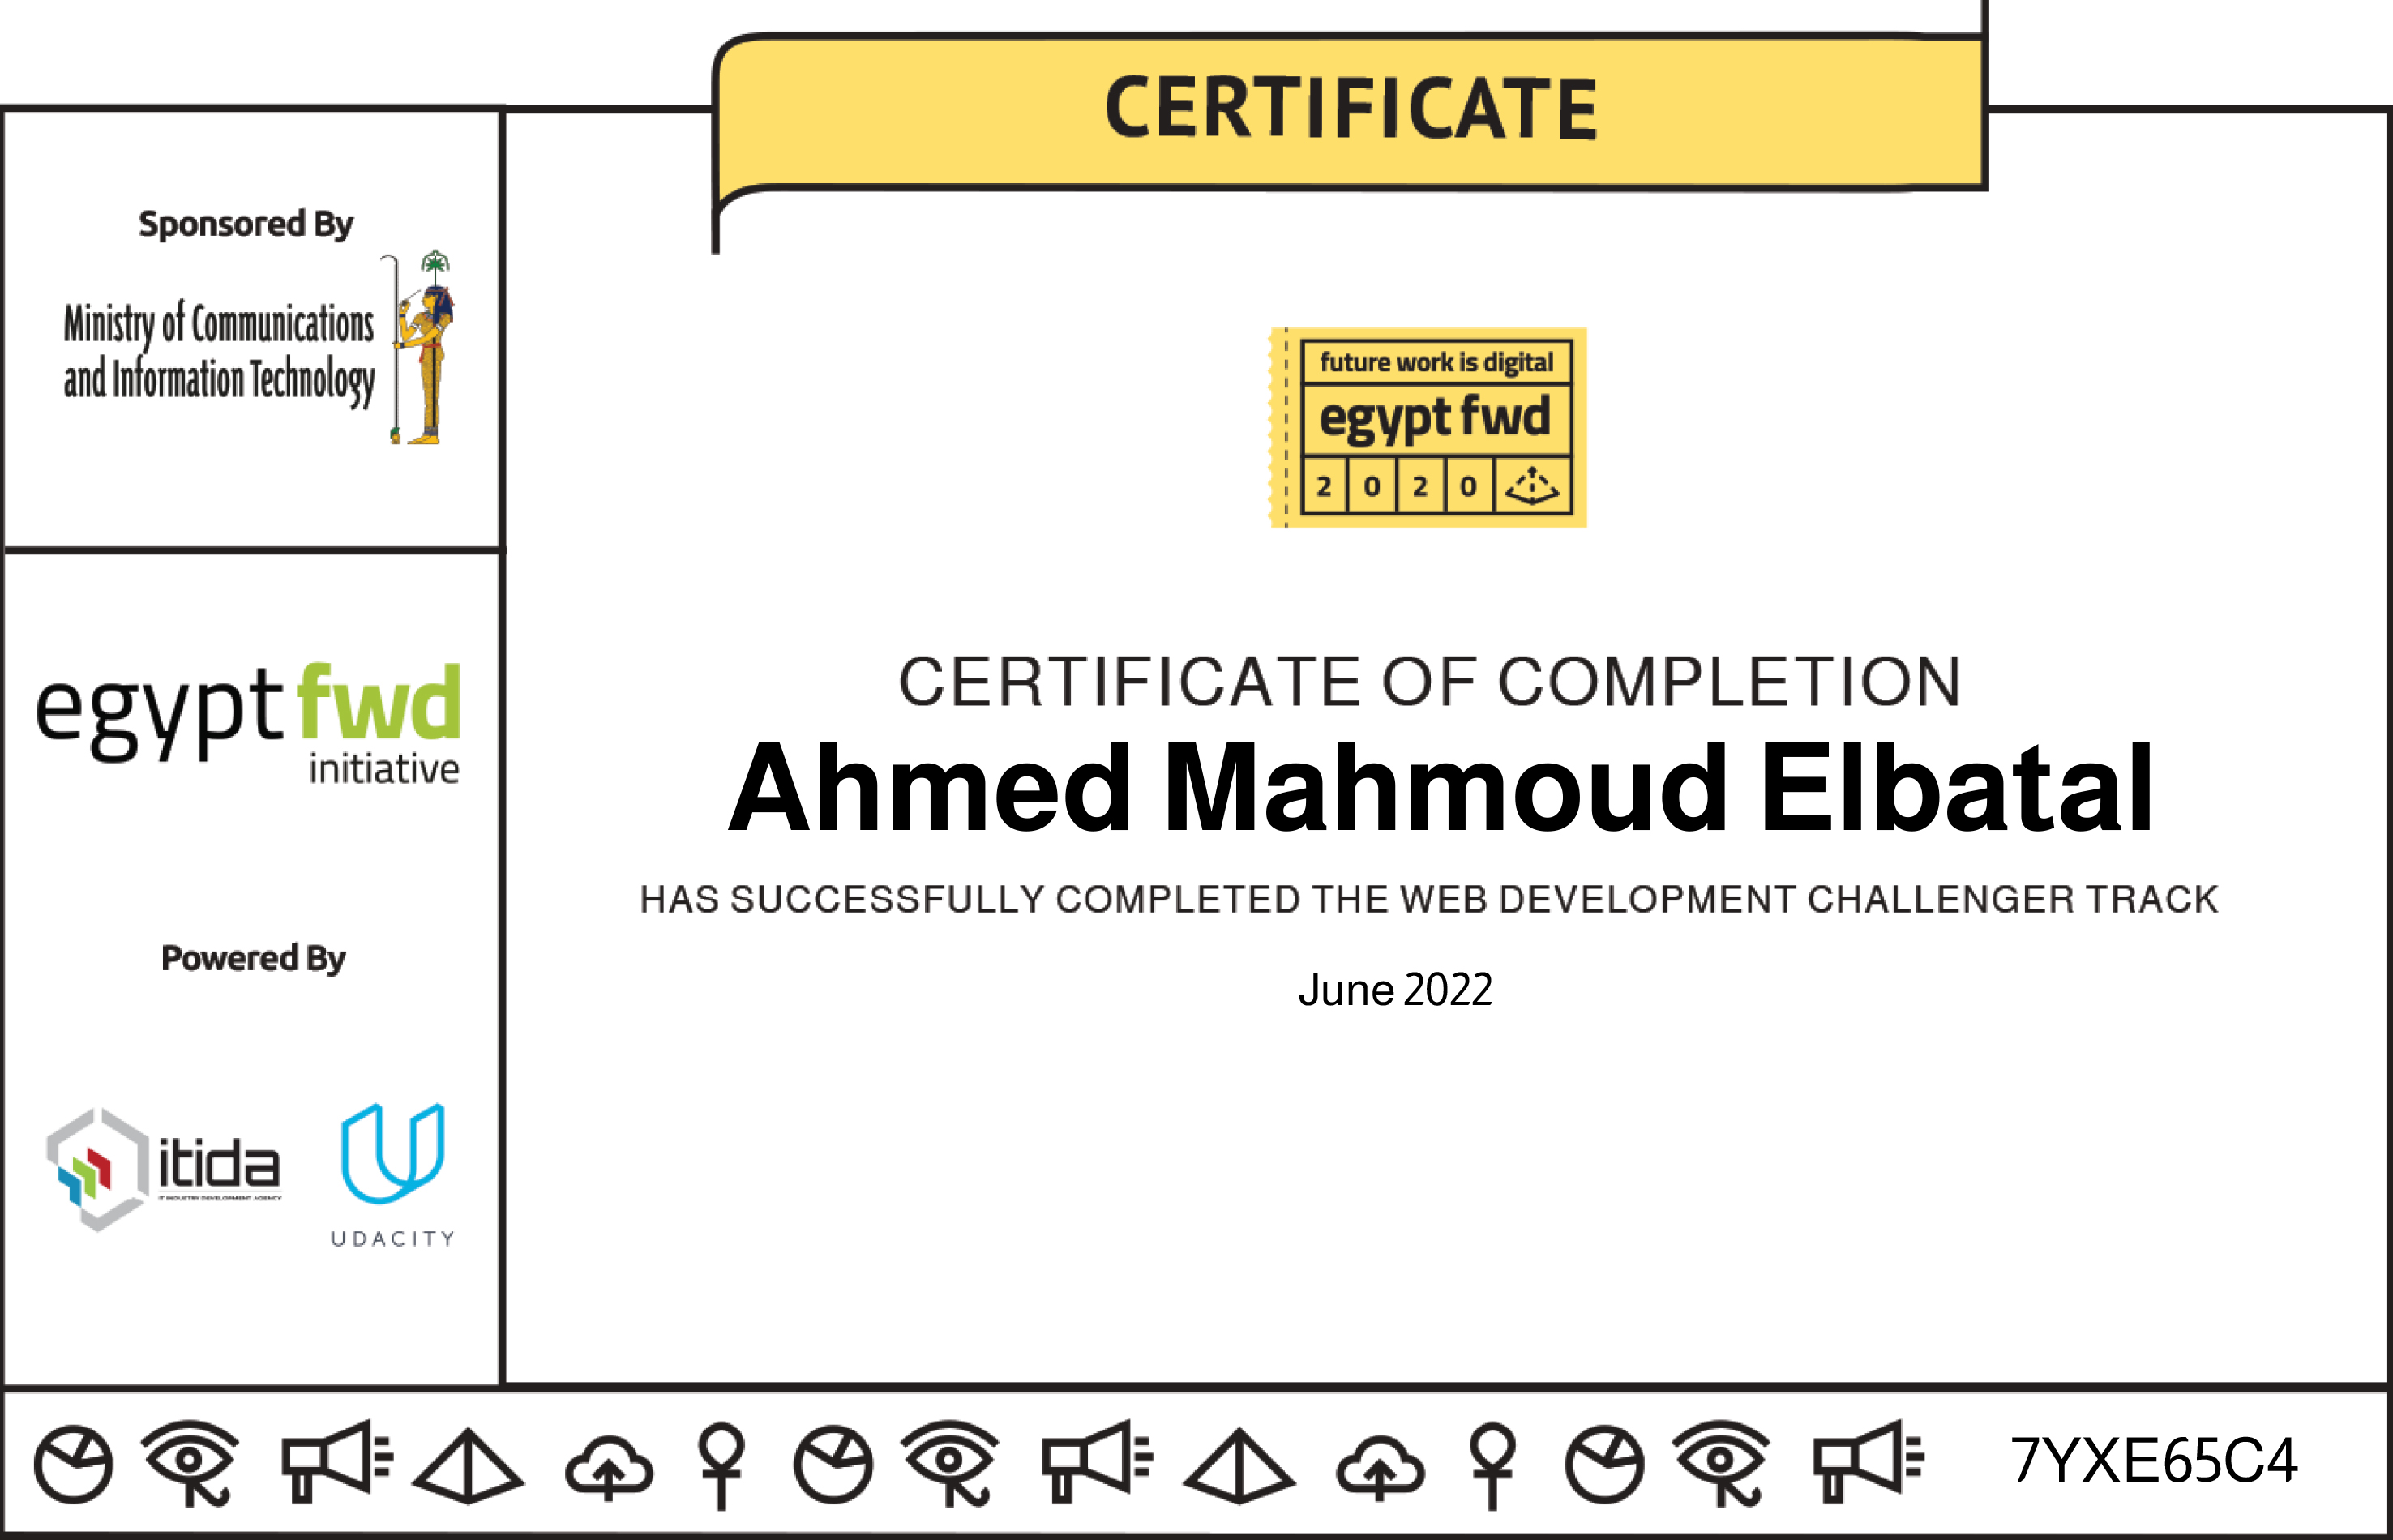 CERTIFICATE
Sponsored By
Ministry of Communications
and Information Technology
egyptfwd
initiative
Powered By
itida
IT INDUSTRY DEVELOPMENT AGENCY
UDACITY
future work is digital
egypt fwd
2 0 2 0
CERTIFICATE OF COMPLETION
Ahmed Mahmoud Elbatal
HAS SUCCESSFULLY COMPLETED THE WEB DEVELOPMENT CHALLENGER TRACK
June 2022
7YXE65C4